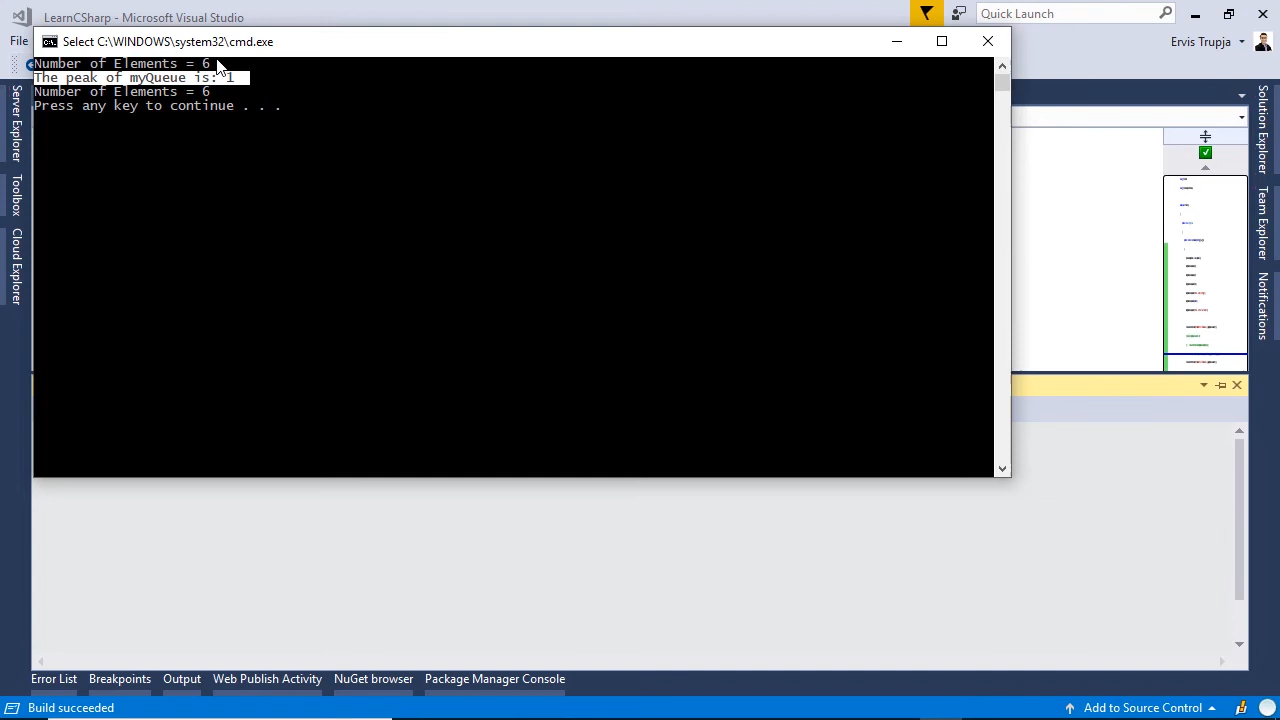 LearnCSharp - Microsoft Visual Studio
Quick Launch
File
Ervis Trupja
Select C:\WINDOWS\system32\cmd.exe
Number of Elements = 6
The peak of myQueue is: 1
Number of Elements = 6
Press any key to continue . . .
Server Explorer
Toolbox
Cloud Explorer
Solution Explorer
Team Explorer
Notifications
Error List
Breakpoints
Output
Web Publish Activity
NuGet browser
Package Manager Console
Build succeeded
Add to Source Control